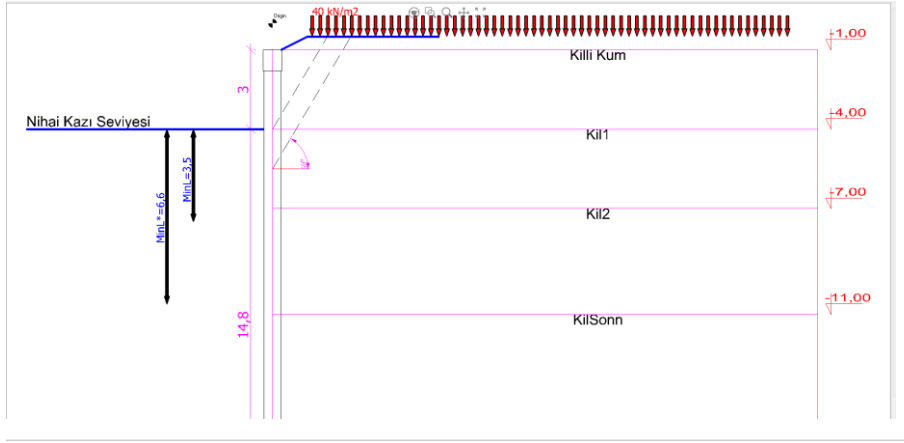 Origin
40 kN/m2
-1,00
Killi Kum
3
Nihai Kazı Seviyesi
-4,00
Kil1
MinL=3,5
MinL*=6,6
-7,00
Kil2
-11,00
KilSonn
14,8